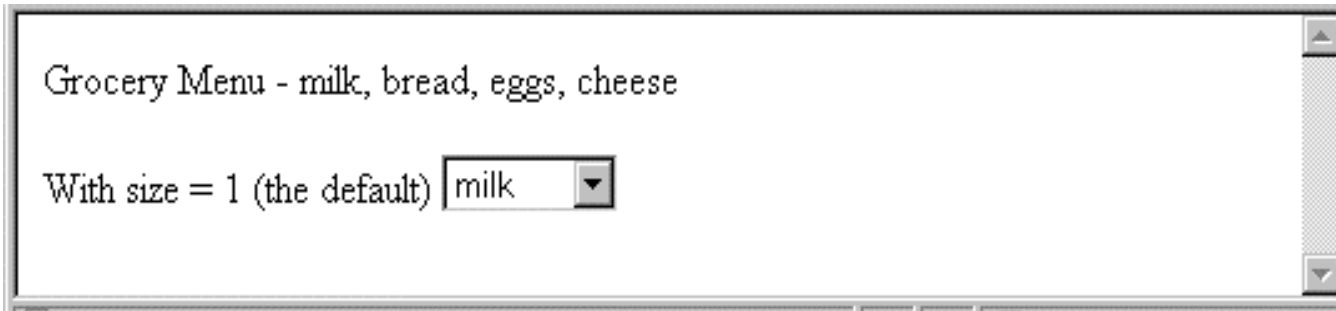 Grocery Menu - milk, bread, eggs, cheese
With size = 1 (the default) milk